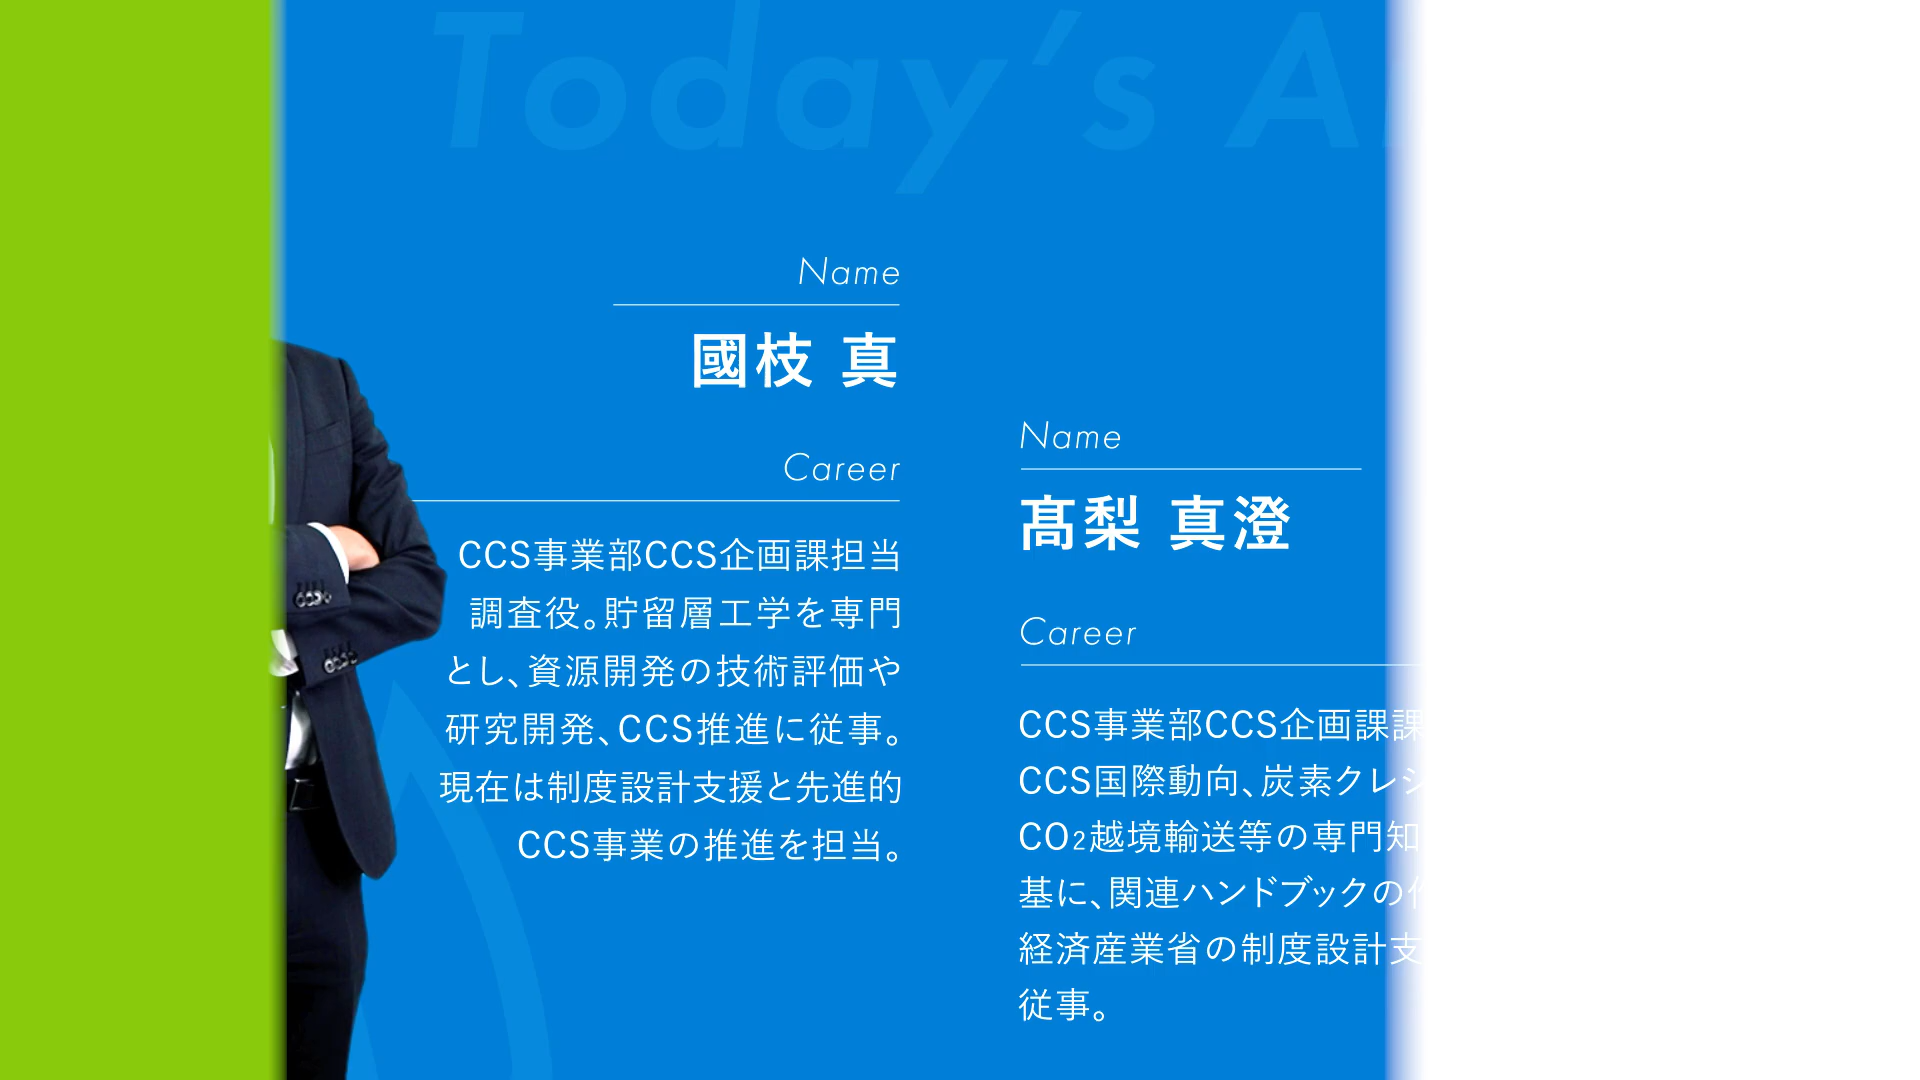 Today's A
Name
國枝 真
Career
CCS事業部CCS企画課担当
調査役。貯留層工学を専門
とし、資源開発の技術評価や
研究開発、CCS推進に従事。
現在は制度設計支援と先進的
CCS事業の推進を担当。
Name
髙梨 真澄
Career
CCS事業部CCS企画課課
CCS国際動向、炭素クレジ
CO2越境輸送等の専門知
基に、関連ハンドブックの作
経済産業省の制度設計支
従事。